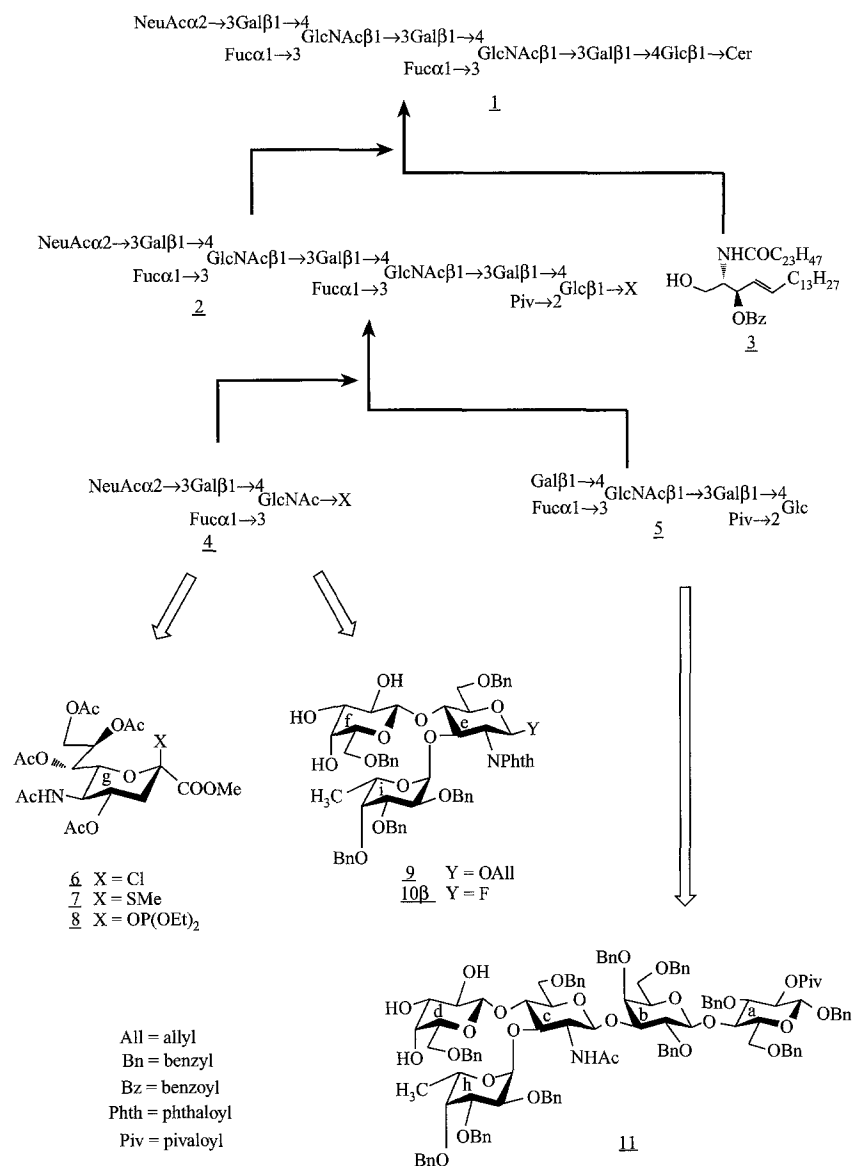 NeuAcα2→3Galβ1→4
GlcNAcβ1→3Galβ1→4
Fucα1→3
GlcNAcβ1→3Galβ1→4Glcβ1→Cer
Fucα1→3
1
NeuAcα2→3Galβ1→4
GlcNAcβ1→3Galβ1→4
Fucα1→3
GlcNAcβ1→3Galβ1→4
Fucα1→3
Glcβ1→X
Piv→2
2
NHCOC23H47
HO
C13H27
OBz
3
NeuAcα2→3Galβ1→4
GlcNAc→X
Fucα1→3
4
Galβ1→4
GlcNAcβ1→3Galβ1→4
Fucα1→3
Glc
Piv→2
5
OAc
OAc
X
AcO
g
O
COOMe
AcHN
AcO
6 X = Cl
7 X = SMe
8 X = OP(OEt)2
OH
OBn
HO
f
O
O
e
O
Y
HO
OBn
O
NPhth
H3C
i
O
OBn
OBn
BnO
9 Y = OAll
10β Y = F
BnO
OBn
OPiv
OH
OBn
BnO
a
OBn
HO
d
O
O
c
O
O
b
O
O
O
HO
OBn
O
NHAc
OBn
OBn
H3C
h
O
OBn
OBn
BnO
11
All = allyl
Bn = benzyl
Bz = benzoyl
Phth = phthaloyl
Piv = pivaloyl